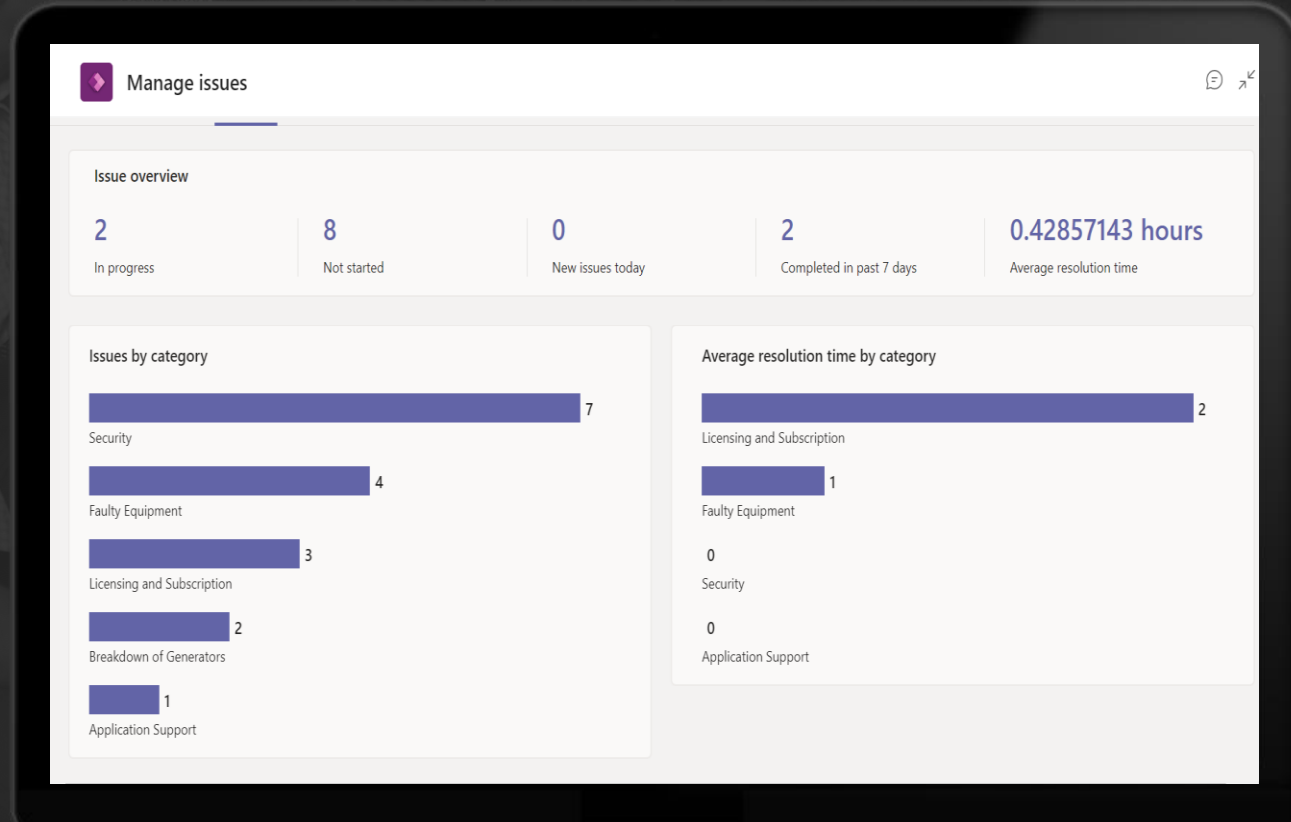 Manage issues
Issue overview
2
In progress
8
Not started
0
New issues today
2
Completed in past 7 days
0.42857143 hours
Average resolution time
Issues by category
7
Security
4
Faulty Equipment
3
Licensing and Subscription
2
Breakdown of Generators
1
Application Support
Average resolution time by category
2
Licensing and Subscription
1
Faulty Equipment
0
Security
0
Application Support